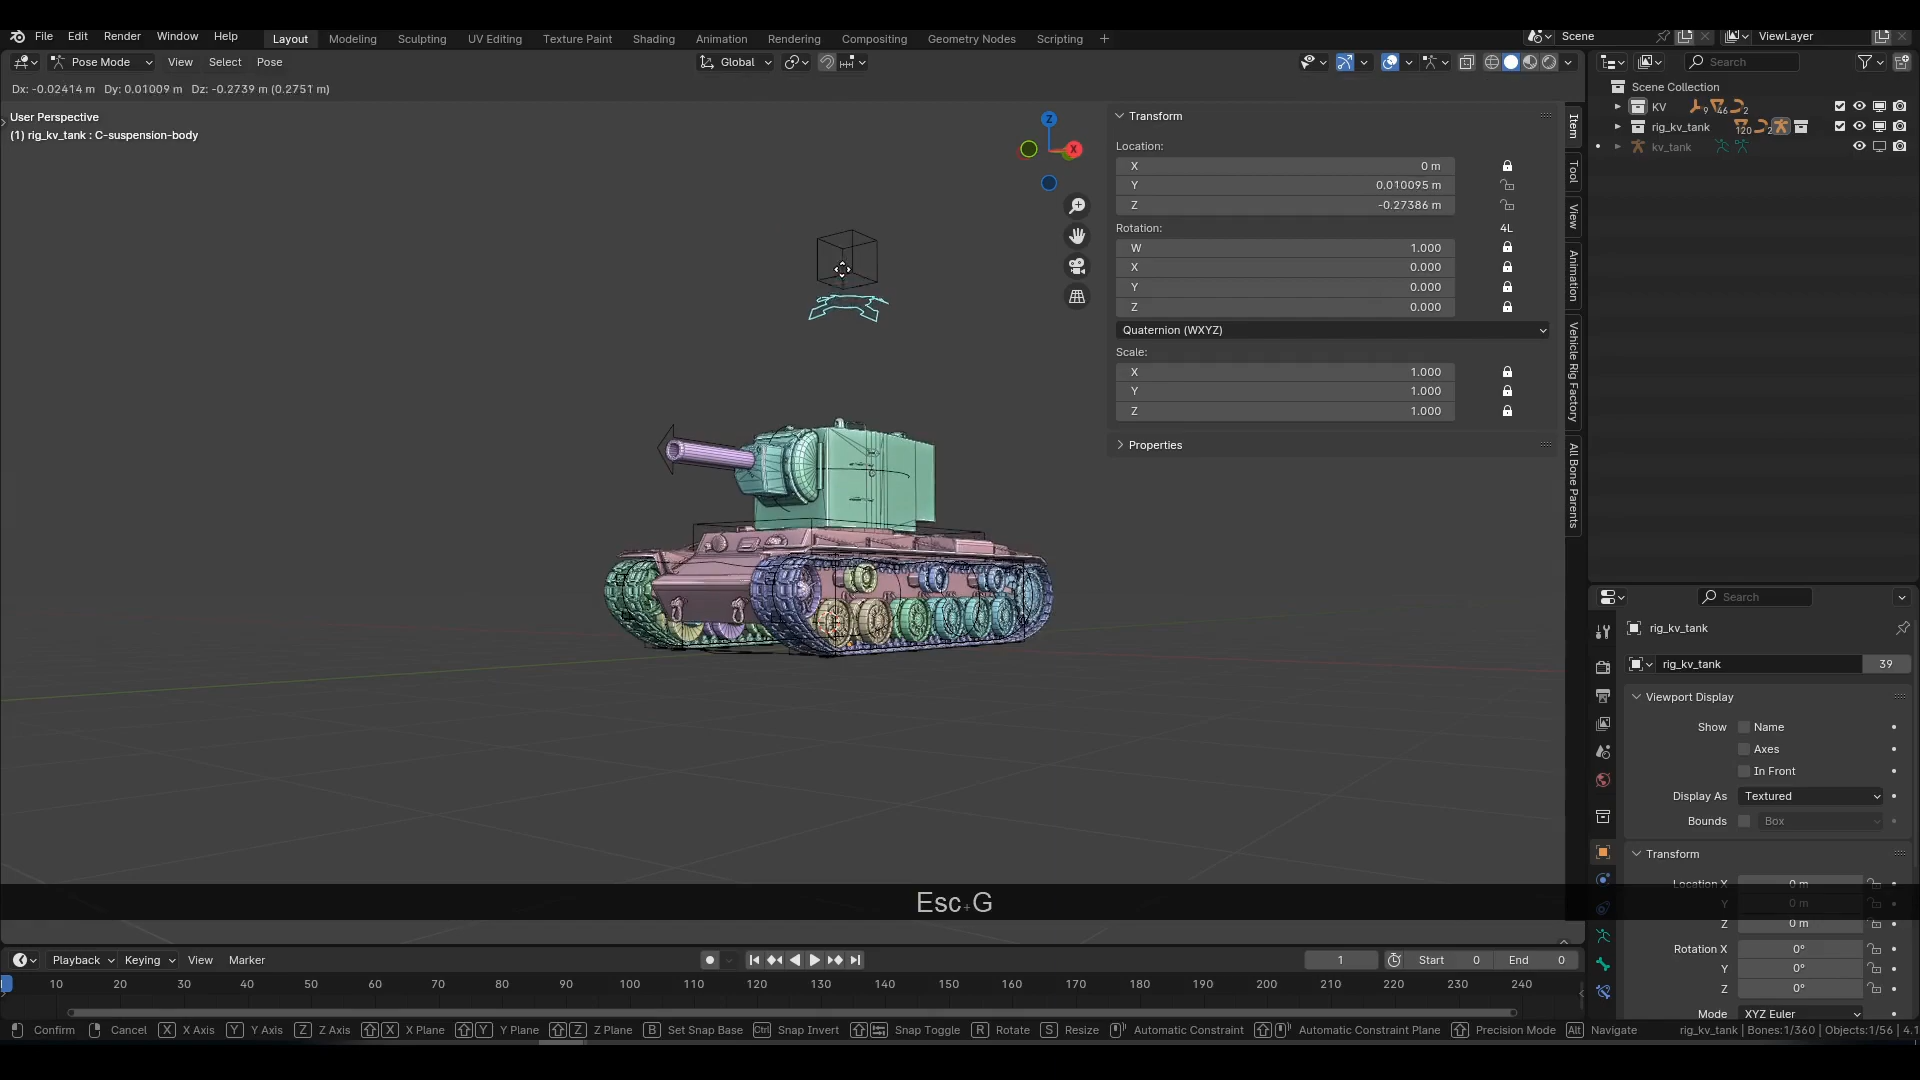 File Edit Render Window Help Layout Modeling Sculpting UV Editing Texture Paint Shading Animation Rendering Compositing Geometry Nodes Scripting + Scene ViewLayer
Pose Mode View Select Pose Global Search
Dx: -0.02414 m Dy: 0.01009 m Dz: -0.2739 m (0.2751 m)
User Perspective
(1) rig_kv_tank : C-suspension-body
Z
X
Transform
Location:
X 0 m
Y 0.010095 m
Z -0.27386 m
Rotation: 4L
W 1.000
X 0.000
Y 0.000
Z 0.000
Quaternion (WXYZ)
Scale:
X 1.000
Y 1.000
Z 1.000
Properties
Item
Tool
View
Animation
Vehicle Rig Factory
All Bone Parents
Scene Collection
KV 9 46 2
rig_kv_tank 120 2
kv_tank
Search
rig_kv_tank
rig_kv_tank 39
Viewport Display
Show Name
Axes
In Front
Display As Textured
Bounds Box
Transform
Location X 0 m
Y 0 m
Z 0 m
Rotation X 0°
Y 0°
Z 0°
Mode XYZ Euler
Esc+G
Playback Keying View Marker 1 Start 0 End 0
10 20 30 40 50 60 70 80 90 100 110 120 130 140 150 160 170 180 190 200 210 220 230 240
Confirm Cancel X X Axis Y Y Axis Z Z Axis X X Plane Y Y Plane Z Z Plane B Set Snap Base Ctrl Snap Invert Snap Toggle R Rotate S Resize Automatic Constraint Automatic Constraint Plane Precision Mode Alt Navigate rig_kv_tank | Bones:1/360 | Objects:1/56 | 4.1